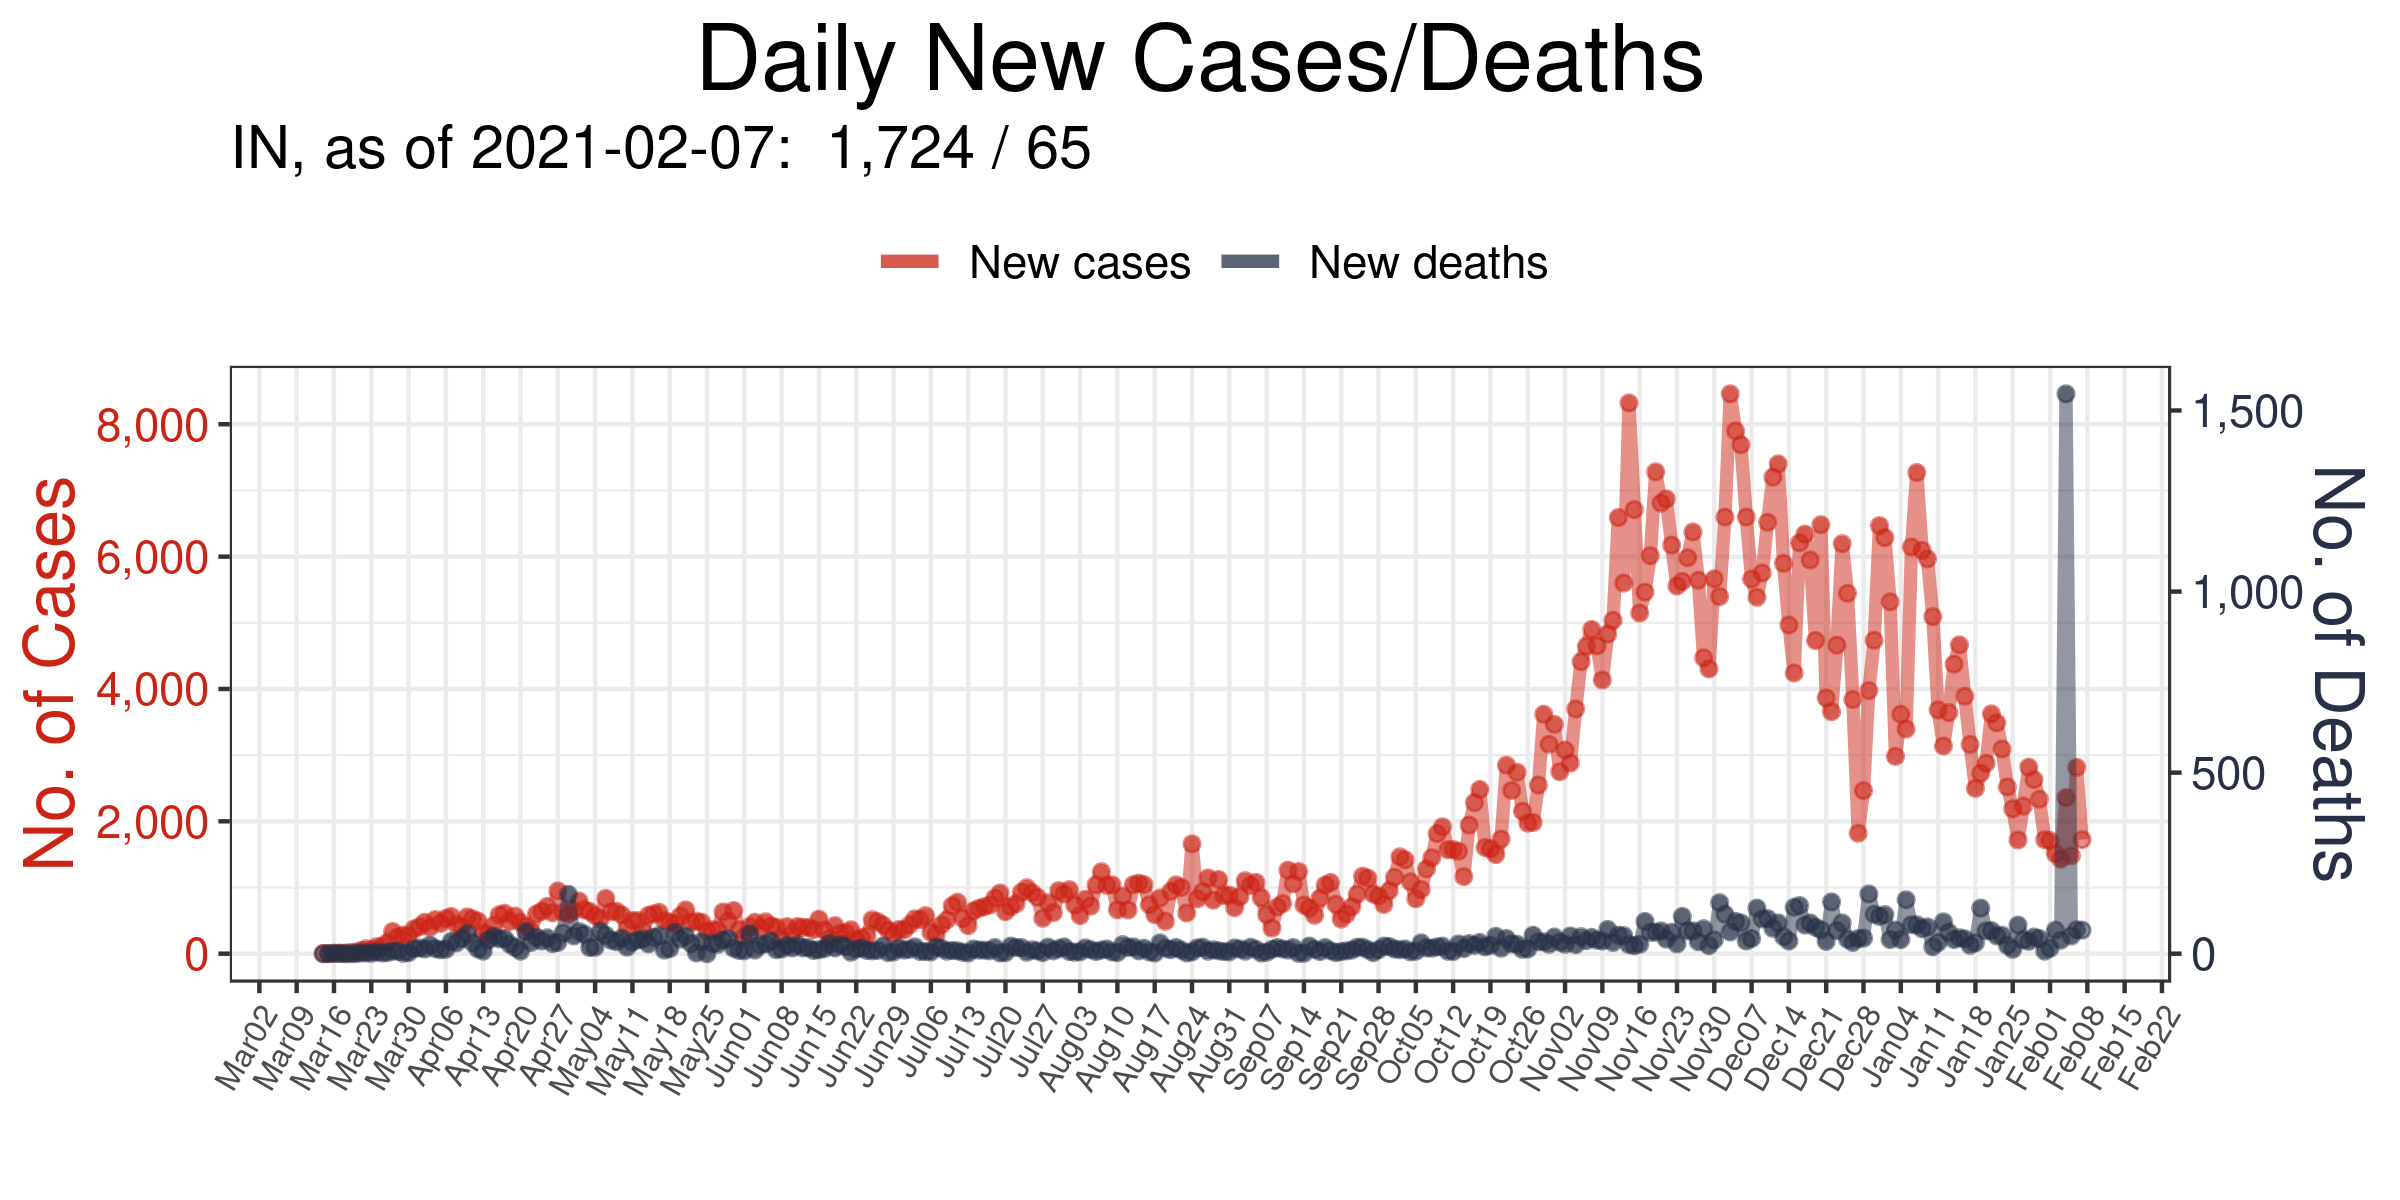 Daily New Cases/Deaths
IN, as of 2021-02-07:  1,724 / 65
New cases
New deaths
No. of Cases
8,000
6,000
4,000
2,000
0
1,500
1,000
500
0
No. of Deaths
Mar02
Mar09
Mar16
Mar23
Mar30
Apr06
Apr13
Apr20
Apr27
May04
May11
May18
May25
Jun01
Jun08
Jun15
Jun22
Jun29
Jul06
Jul13
Jul20
Jul27
Aug03
Aug10
Aug17
Aug24
Aug31
Sep07
Sep14
Sep21
Sep28
Oct05
Oct12
Oct19
Oct26
Nov02
Nov09
Nov16
Nov23
Nov30
Dec07
Dec14
Dec21
Dec28
Jan04
Jan11
Jan18
Jan25
Feb01
Feb08
Feb15
Feb22